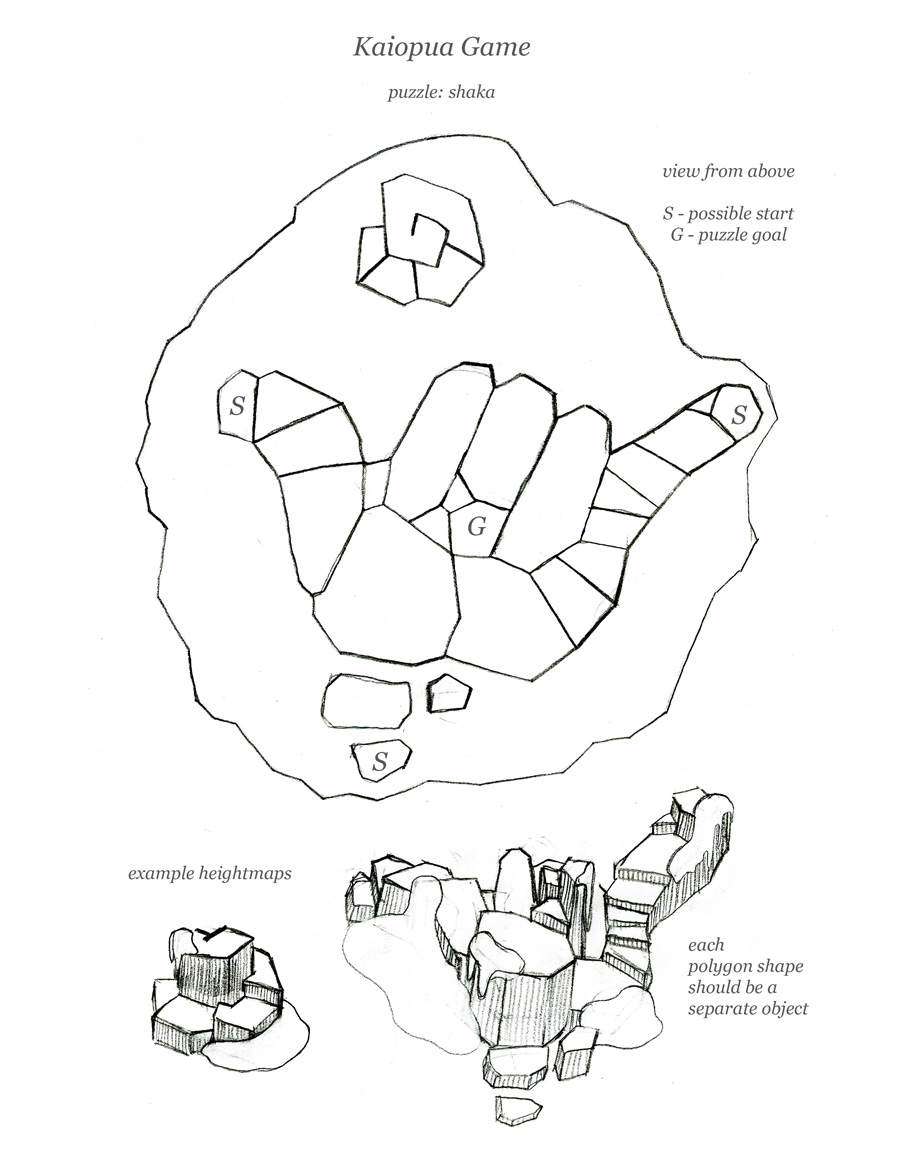 Kaiopua Game
puzzle: shaka
view from above
S - possible start
G - puzzle goal
S
S
G
S
example heightmaps
each
polygon shape
should be a
separate object